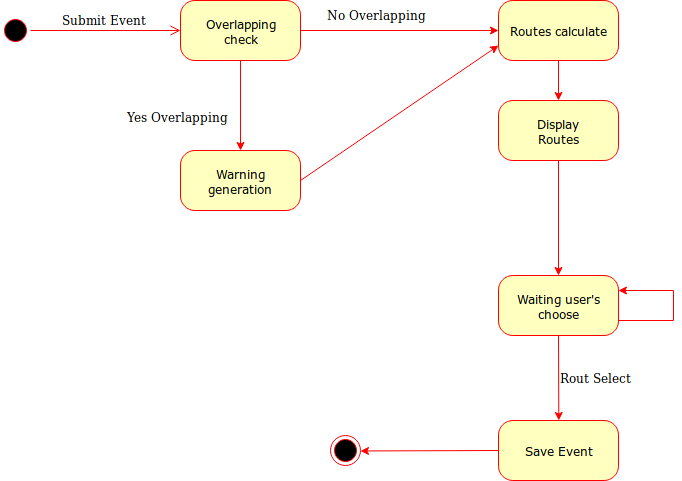 Submit Event
Overlapping
check
No Overlapping
Routes calculate
Yes Overlapping
Display
Routes
Warning
generation
Waiting user's
choose
Rout Select
Save Event